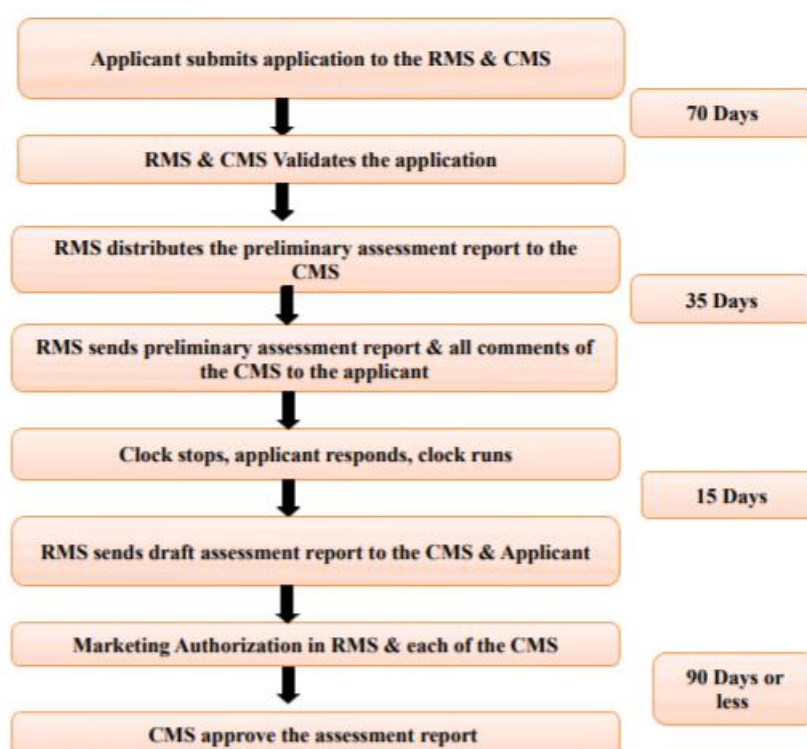 Applicant submits application to the RMS & CMS
70 Days
RMS & CMS Validates the application
RMS distributes the preliminary assessment report to the
CMS
35 Days
RMS sends preliminary assessment report & all comments of
the CMS to the applicant
Clock stops, applicant responds, clock runs
15 Days
RMS sends draft assessment report to the CMS & Applicant
Marketing Authorization in RMS & each of the CMS
90 Days or
less
CMS approve the assessment report